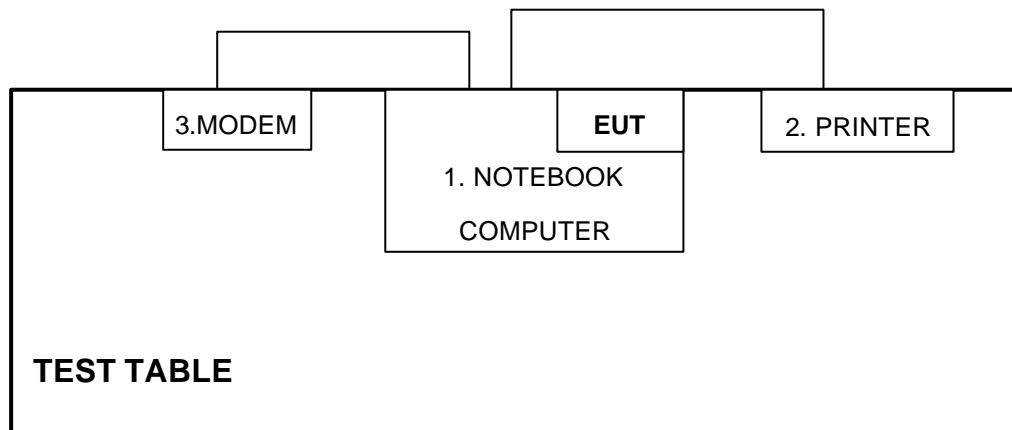 3.MODEM
EUT
2. PRINTER
1. NOTEBOOK
COMPUTER
TEST TABLE